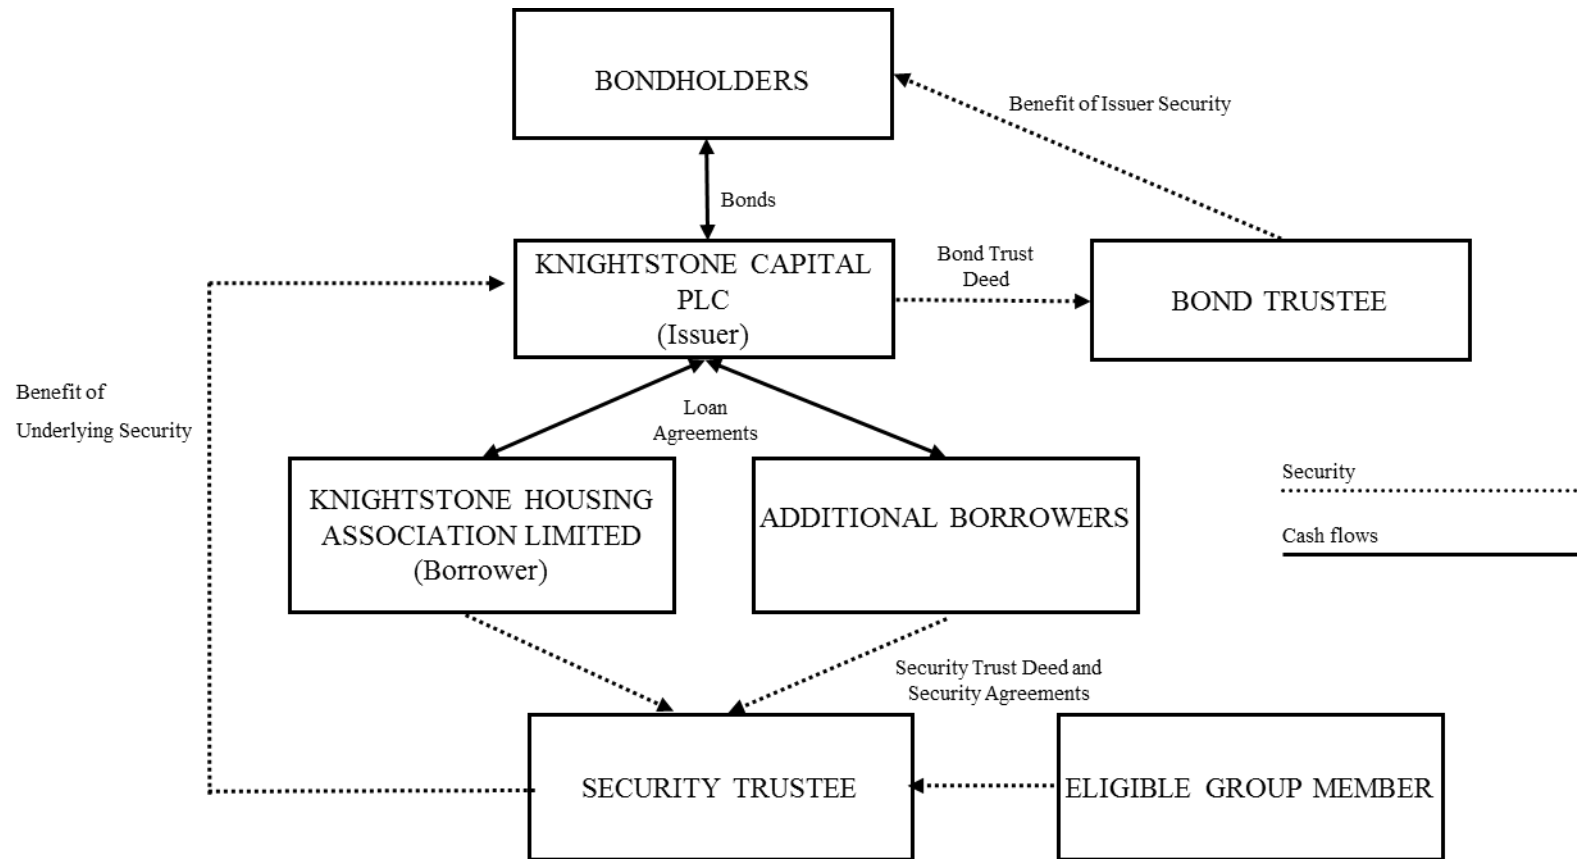 BONDHOLDERS
Benefit of Issuer Security
Bonds
KNIGHTSTONE CAPITAL
PLC
(Issuer)
Bond Trust
Deed
BOND TRUSTEE
Benefit of
Underlying Security
Loan
Agreements
KNIGHTSTONE HOUSING
ASSOCIATION LIMITED
(Borrower)
ADDITIONAL BORROWERS
Security
Cash flows
Security Trust Deed and
Security Agreements
SECURITY TRUSTEE
ELIGIBLE GROUP MEMBER